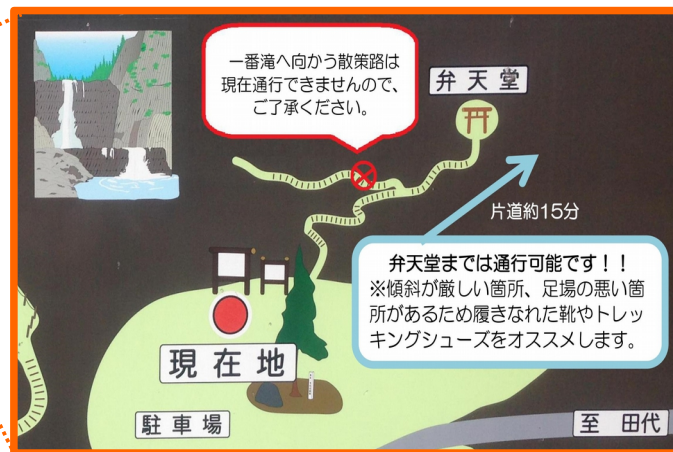 一番滝へ向かう散策路は
現在通行できませんので、
ご了承ください。
弁天堂
片道約15分
弁天堂までは通行可能です！！
※傾斜が厳しい箇所、足場の悪い箇
所があるため履きなれた靴やトレッ
キングシューズをオススメします。
現在地
駐車場
至 田代